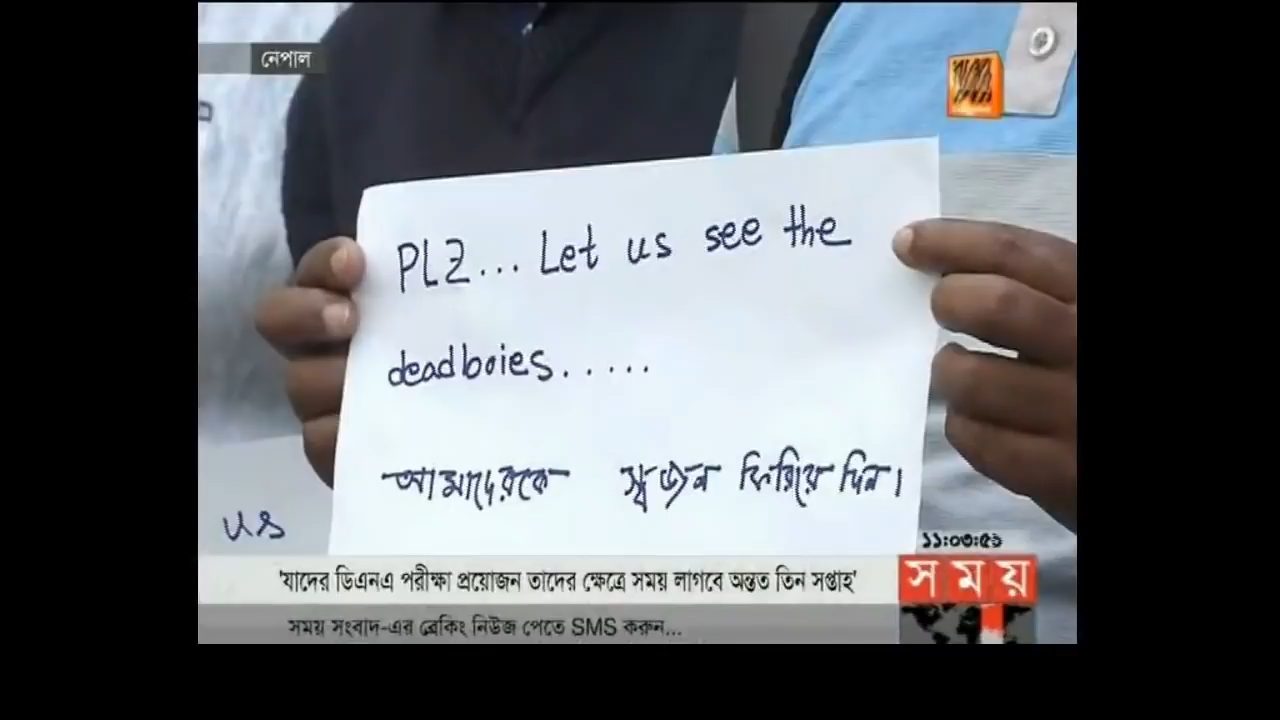 নেপাল
PLZ... Let us see the
deadboies.....
আমাদেরকে স্বজন ফিরিয়ে দিন।
us
১১:০৩:৫৯
'যাদের ডিএনএ পরীক্ষা প্রয়োজন তাদের ক্ষেত্রে সময় লাগবে অন্তত তিন সপ্তাহ'
সময়
সময় সংবাদ-এর ব্রেকিং নিউজ পেতে SMS করুন...